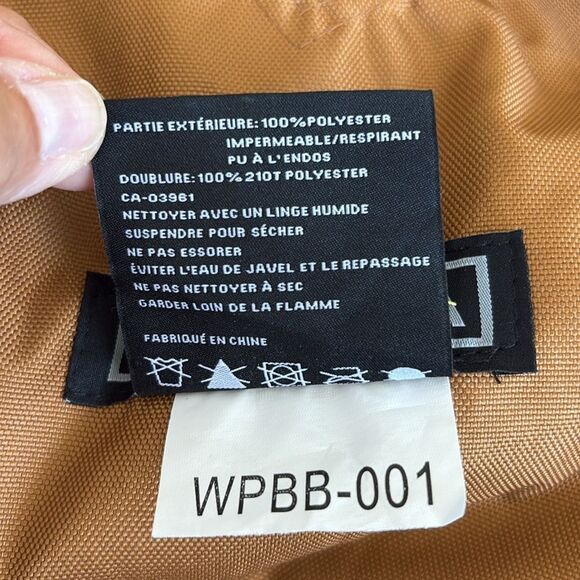 PARTIE EXTÉRIEURE: 100%POLYESTER
IMPERMEABLE/RESPIRANT
PU À L'ENDOS
DOUBLURE: 100% 210T POLYESTER
CA-03961
NETTOYER AVEC UN LINGE HUMIDE
SUSPENDRE POUR SÉCHER
NE PAS ESSORER
ÉVITER L'EAU DE JAVEL ET LE REPASSAGE
NE PAS NETTOYER À SEC
GARDER LOIN DE LA FLAMME
FABRIQUÉ EN CHINE
WPBB-001